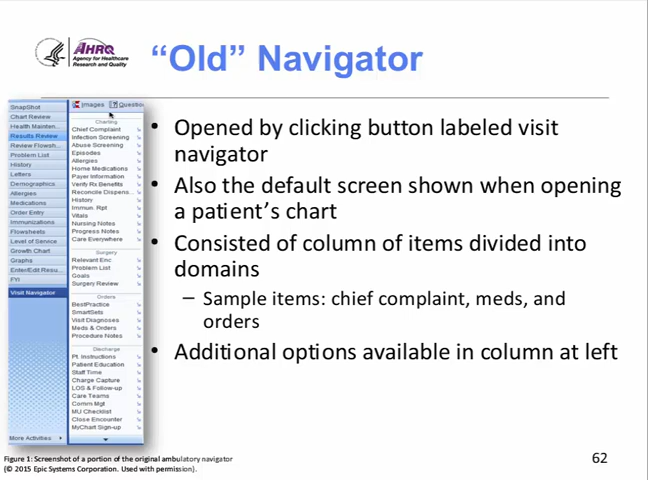 AHRQ
Agency for Healthcare
Research and Quality
“Old” Navigator
SnapShot
Chart Review
Health Mainten...
Results Review
Review Flowsh...
Problem List
History
Letters
Demographics
Allergies
Medications
Order Entry
Immunizations
Flowsheets
Level of Service
Growth Chart
Graphs
Enter/Edit Resu...
FYI
Visit Navigator
More Activities
Images
Questio
Charting
Chief Complaint
Infection Screening
Abuse Screening
Episodes
Allergies
Home Medications
Payer Information
Verify Rx Benefits
Reconcile Dispens...
History
Immun. Rpt
Vitals
Nursing Notes
Progress Notes
Care Everywhere
Surgery
Relevant Enc
Problem List
Goals
Surgery Review
Orders
BestPractice
SmartSets
Visit Diagnoses
Meds & Orders
Procedure Notes
Discharge
Pt. Instructions
Patient Education
Staff Time
Charge Capture
LOS & Follow-up
Care Teams
Comm Mgt
MU Checklist
Close Encounter
MyChart Sign-up
• Opened by clicking button labeled visit
navigator
• Also the default screen shown when opening
a patient’s chart
• Consisted of column of items divided into
domains
– Sample items: chief complaint, meds, and
orders
• Additional options available in column at left
Figure 1: Screenshot of a portion of the original ambulatory navigator
(© 2015 Epic Systems Corporation. Used with permission).
62